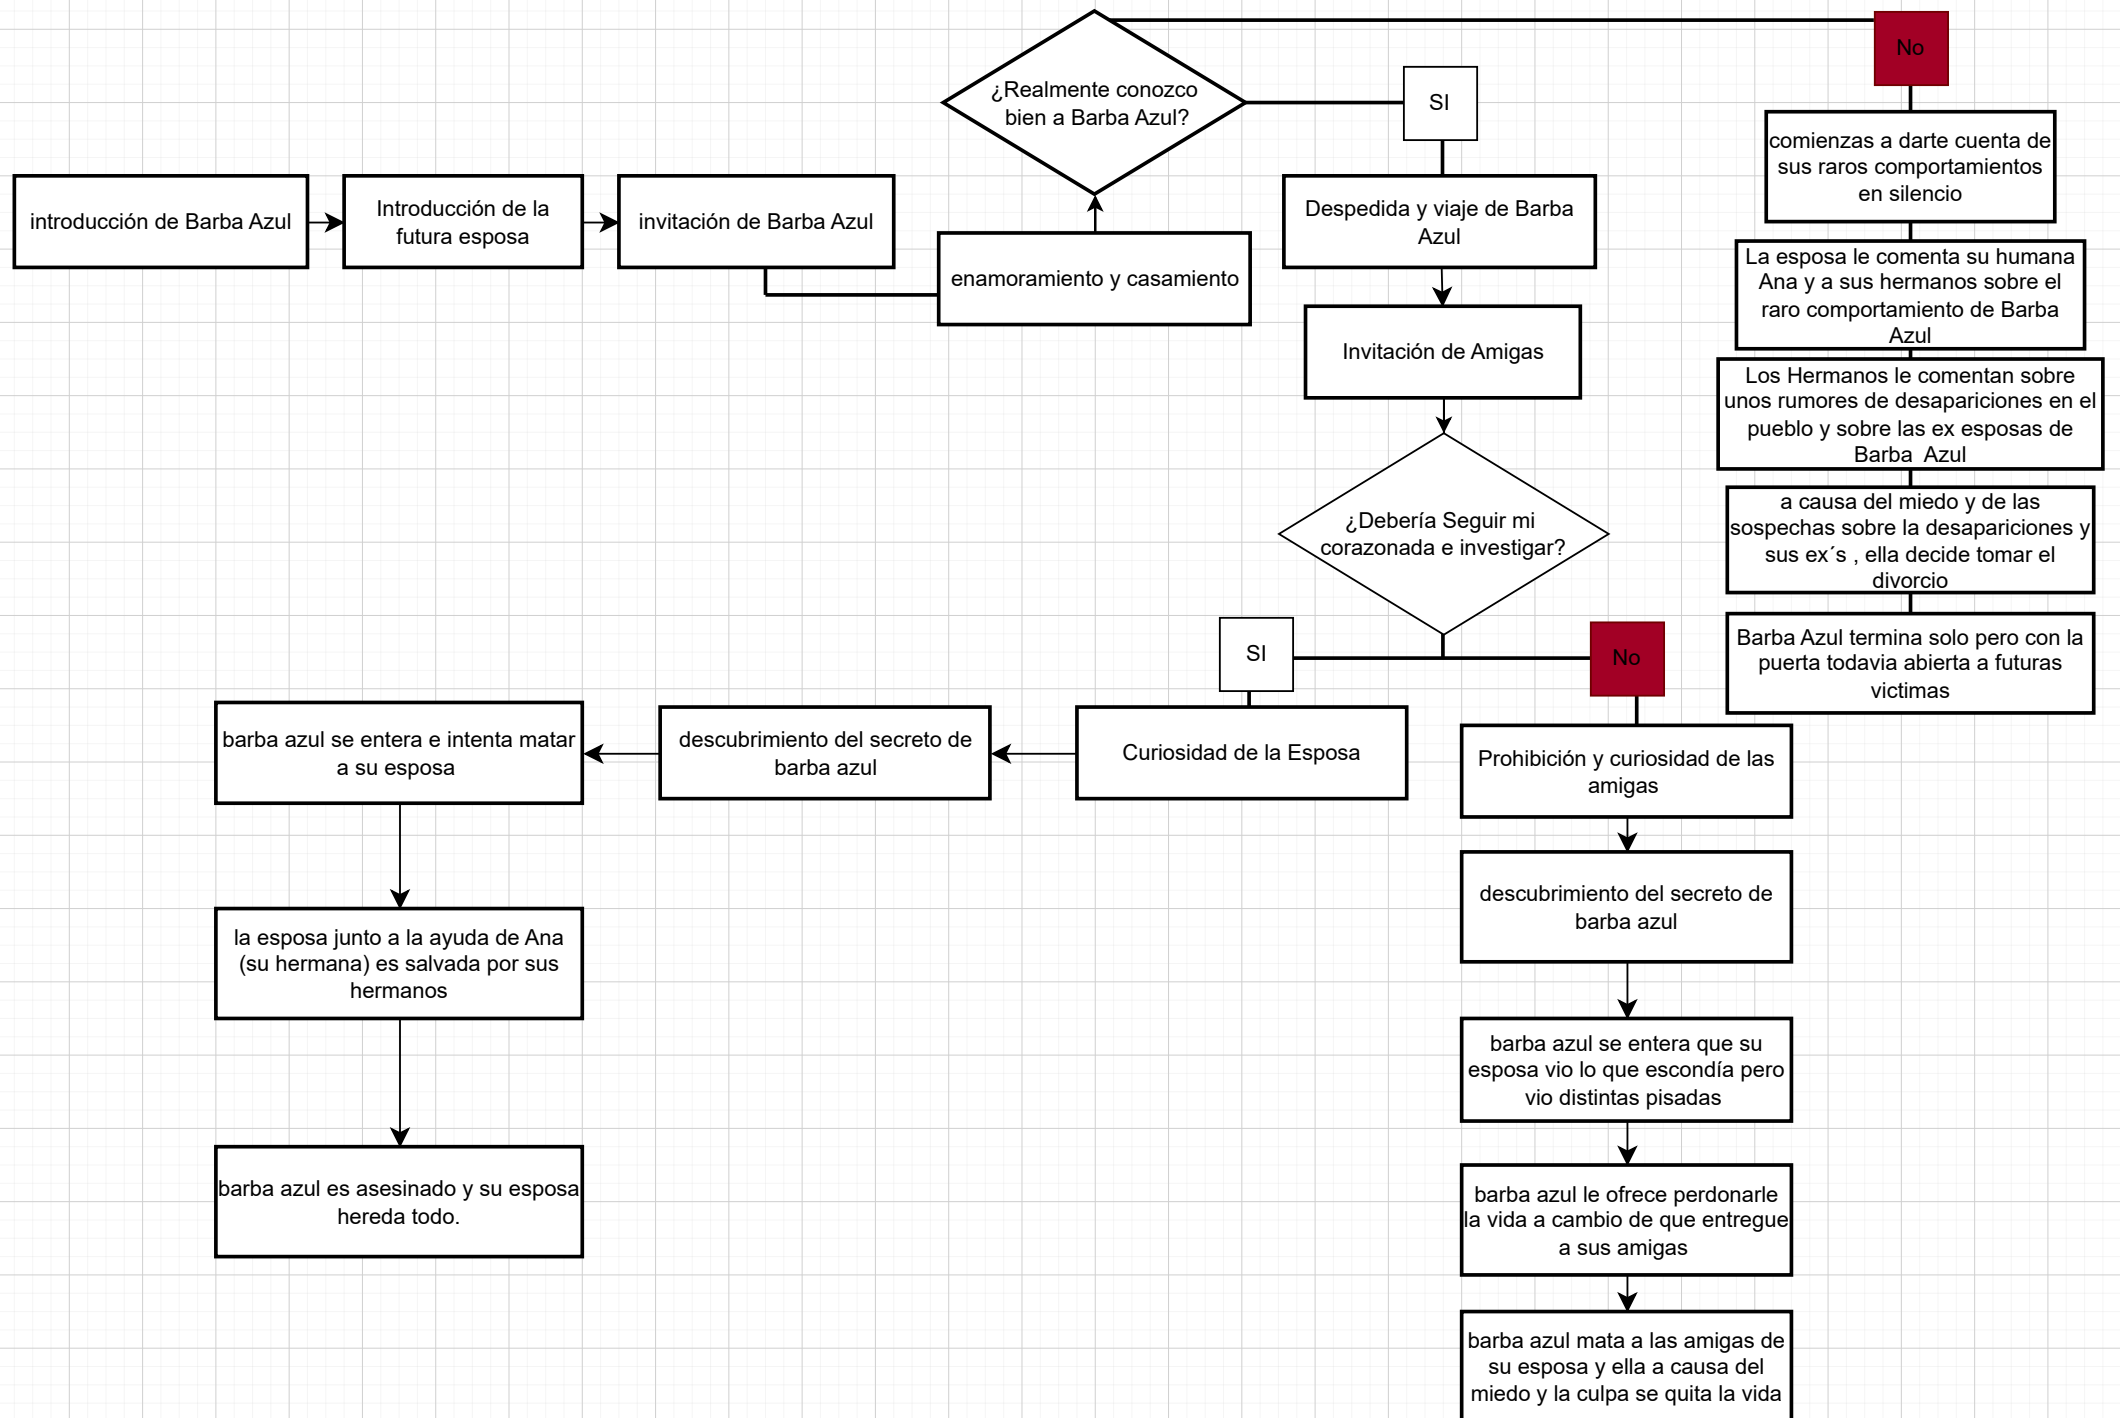 introducción de Barba Azul
Introducción de la
futura esposa
invitación de Barba Azul
enamoramiento y casamiento
¿Realmente conozco
bien a Barba Azul?
SI
No
Despedida y viaje de Barba
Azul
Invitación de Amigas
¿Debería Seguir mi
corazonada e investigar?
SI
No
comienzas a darte cuenta de
sus raros comportamientos
en silencio
La esposa le comenta su humana
Ana y a sus hermanos sobre el
raro comportamiento de Barba
Azul
Los Hermanos le comentan sobre
unos rumores de desapariciones en el
pueblo y sobre las ex esposas de
Barba  Azul
a causa del miedo y de las
sospechas sobre la desapariciones y
sus ex´s , ella decide tomar el
divorcio
Barba Azul termina solo pero con la
puerta todavia abierta a futuras
victimas
Curiosidad de la Esposa
descubrimiento del secreto de
barba azul
barba azul se entera e intenta matar
a su esposa
la esposa junto a la ayuda de Ana
(su hermana) es salvada por sus
hermanos
barba azul es asesinado y su esposa
hereda todo.
Prohibición y curiosidad de las
amigas
descubrimiento del secreto de
barba azul
barba azul se entera que su
esposa vio lo que escondía pero
vio distintas pisadas
barba azul le ofrece perdonarle
la vida a cambio de que entregue
a sus amigas
barba azul mata a las amigas de
su esposa y ella a causa del
miedo y la culpa se quita la vida